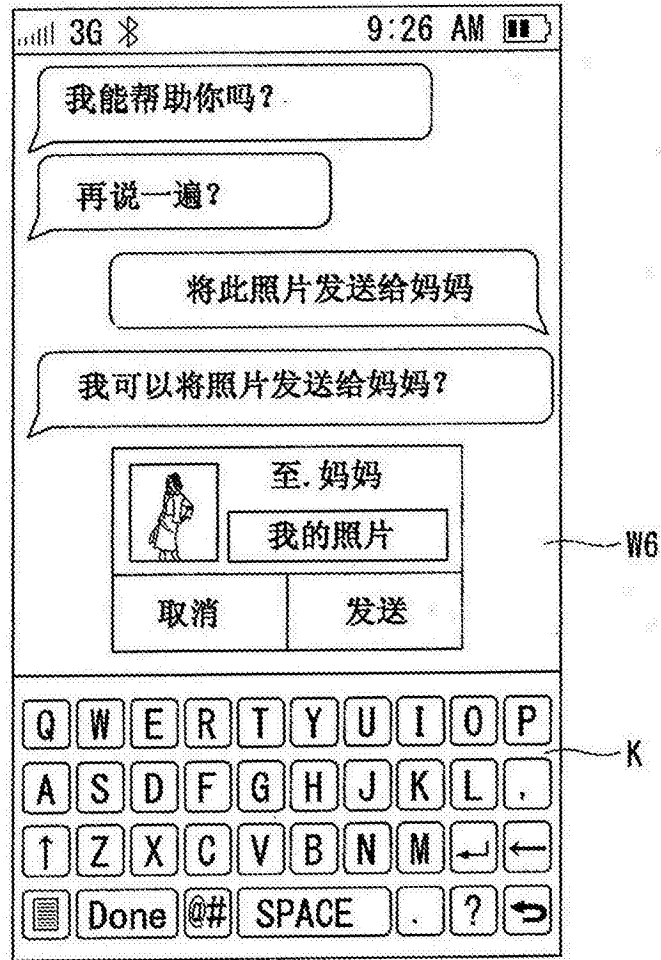 3G 9:26 AM
我能帮助你吗？
再说一遍？
将此照片发送给妈妈
我可以将照片发送给妈妈？
至.妈妈
我的照片
取消 发送
W6
Q W E R T Y U I O P
K
A S D F G H J K L ,
↑ Z X C V B N M ↵ ←
Done @# SPACE . ? ⮌